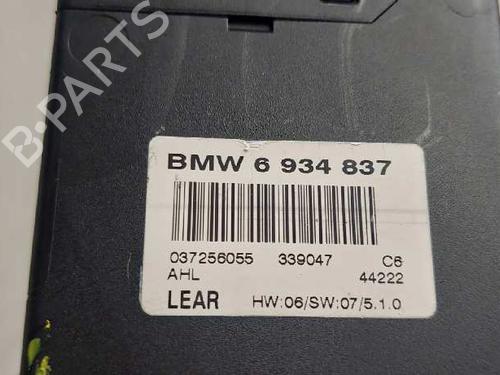 B-PARTS
BMW 6 934 837
037256055 339047 C6
AHL 44222
LEAR HW:06/SW:07/5.1.0